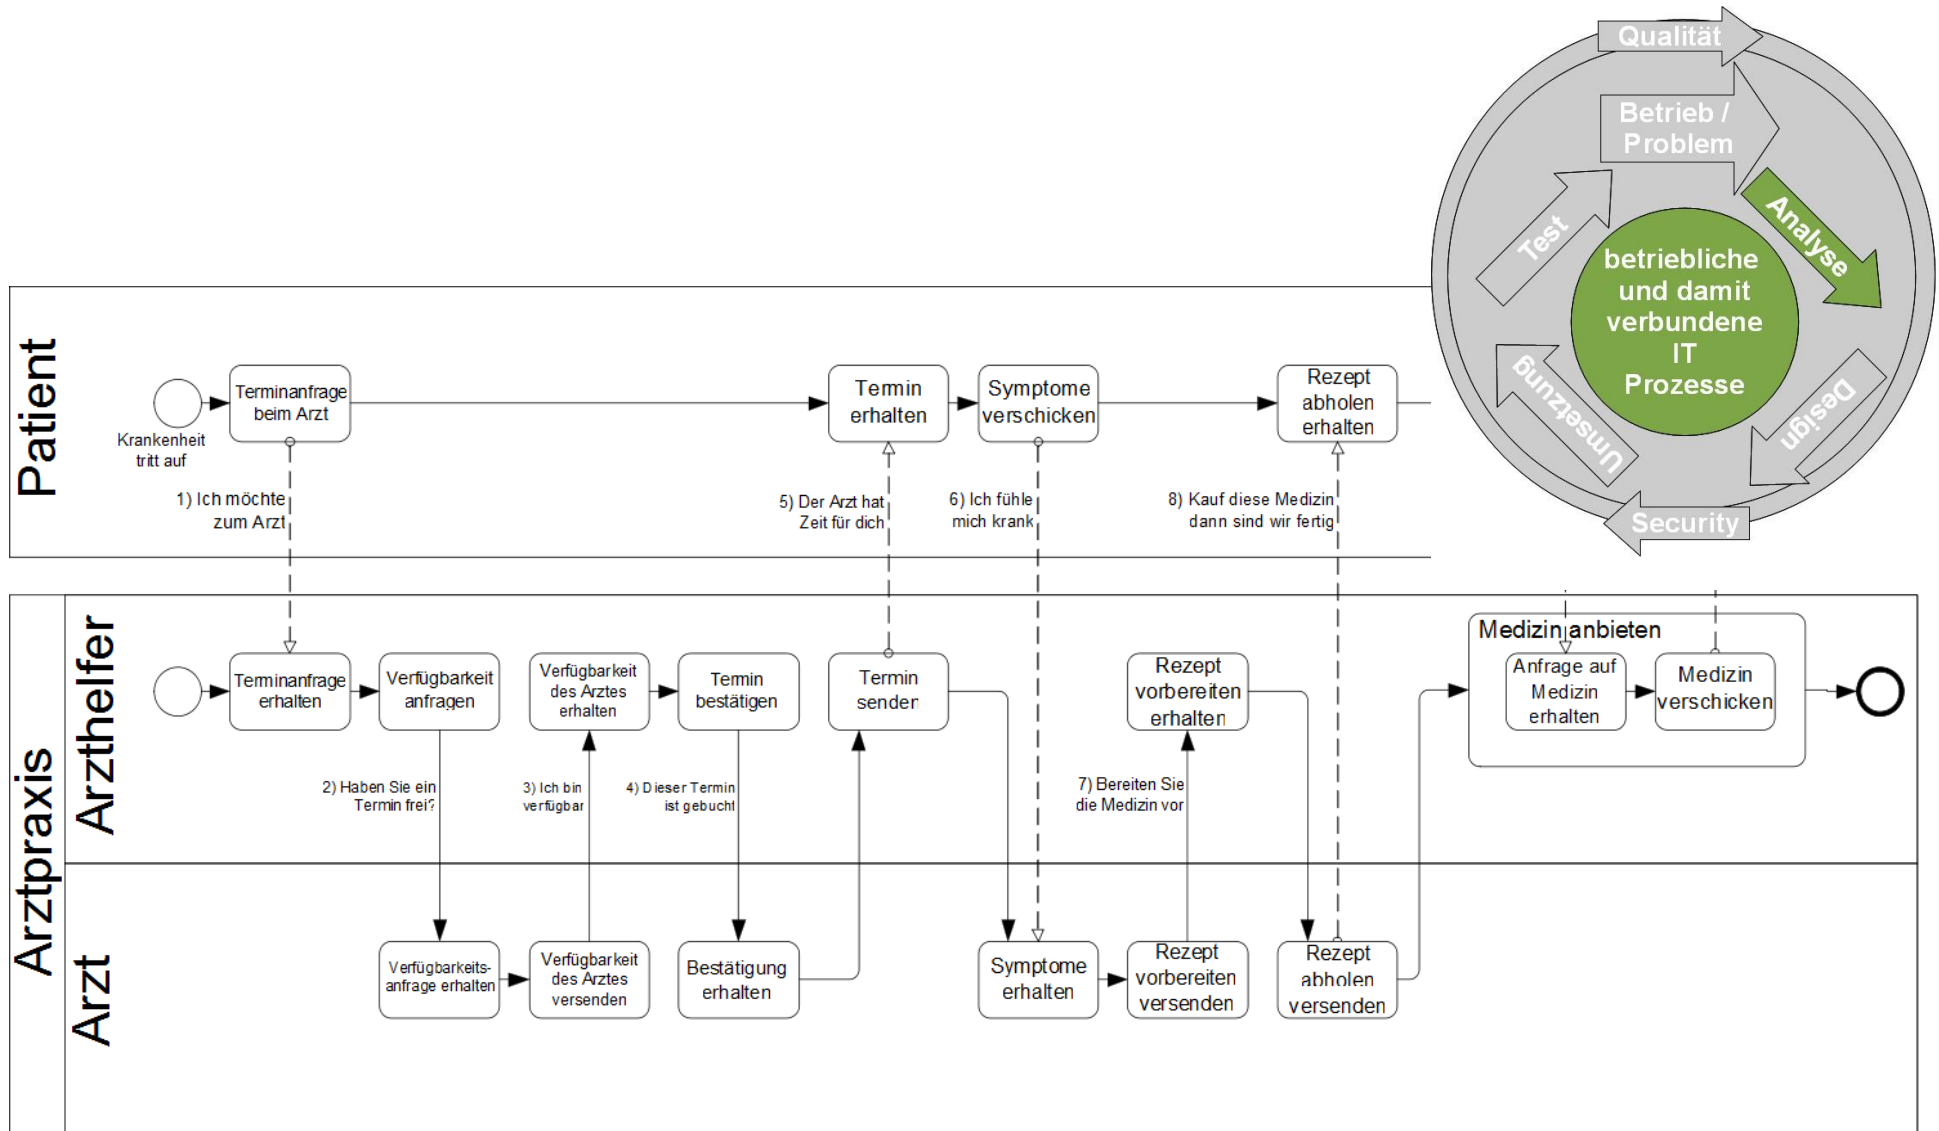 Qualität
Betrieb /
Problem
Analyse
Design
Umsetzung
Test
Security
betriebliche
und damit
verbundene
IT
Prozesse
Patient
Krankenheit
tritt auf
Terminanfrage
beim Arzt
Termin
erhalten
Symptome
verschicken
Rezept
abholen
erhalten
1) Ich möchte
zum Arzt
5) Der Arzt hat
Zeit für dich
6) Ich fühle
mich krank
8) Kauf diese Medizin
dann sind wir fertig
Arztpraxis
Arzthelfer
Terminanfrage
erhalten
Verfügbarkeit
anfragen
Verfügbarkeit
des Arztes
erhalten
Termin
bestätigen
Termin
senden
Rezept
vorbereiten
erhalten
Medizin anbieten
Anfrage auf
Medizin
erhalten
Medizin
verschicken
2) Haben Sie ein
Termin frei?
3) Ich bin
verfügbar
4) Dieser Termin
ist gebucht
7) Bereiten Sie
die Medizin vor
Arzt
Verfügbarkeits-
anfrage erhalten
Verfügbarkeit
des Arztes
versenden
Bestätigung
erhalten
Symptome
erhalten
Rezept
vorbereiten
versenden
Rezept
abholen
versenden